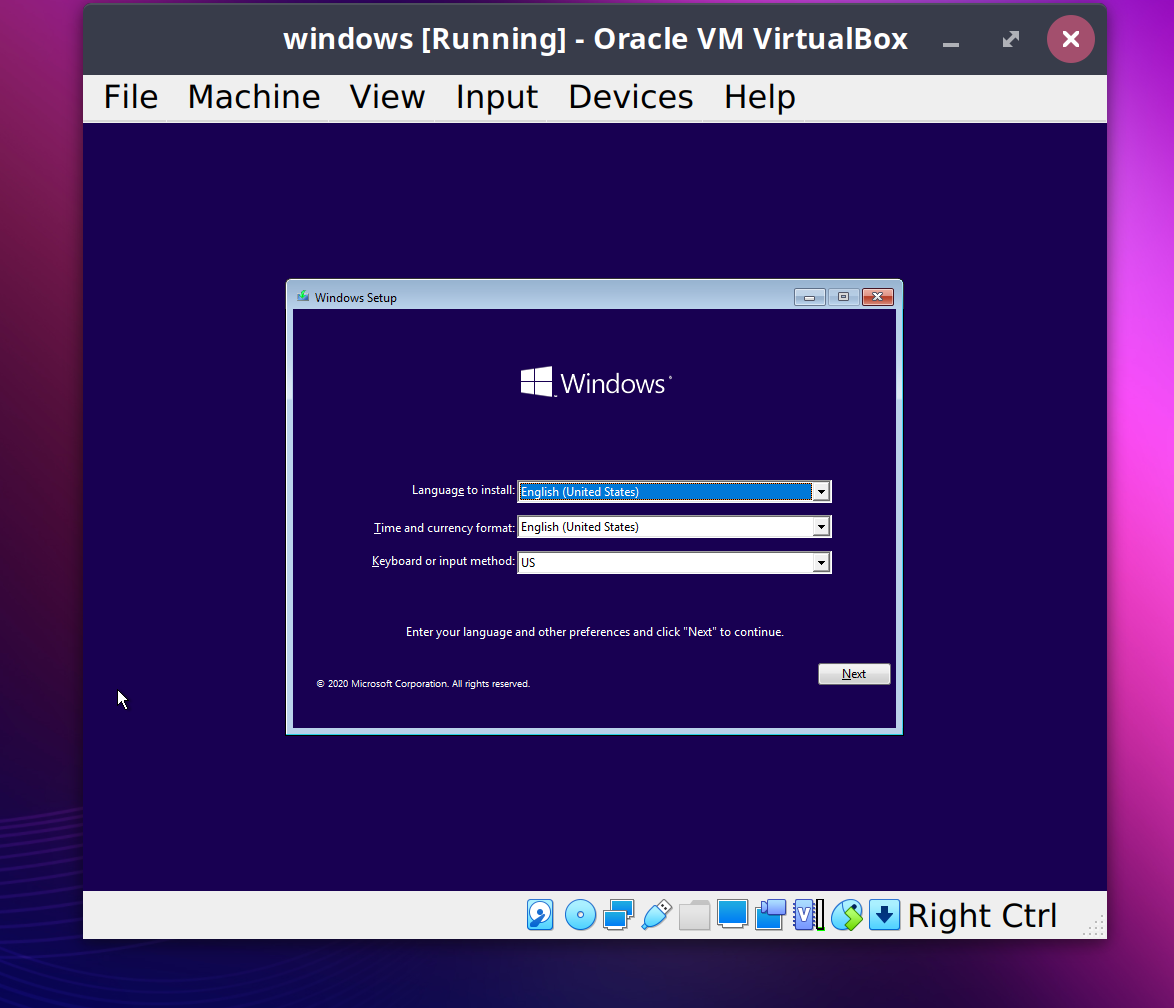 windows [Running] - Oracle VM VirtualBox
File Machine View Input Devices Help
Windows Setup
Windows
Language to install: English (United States)
Time and currency format: English (United States)
Keyboard or input method: US
Enter your language and other preferences and click "Next" to continue.
Next
© 2020 Microsoft Corporation. All rights reserved.
V
Right Ctrl